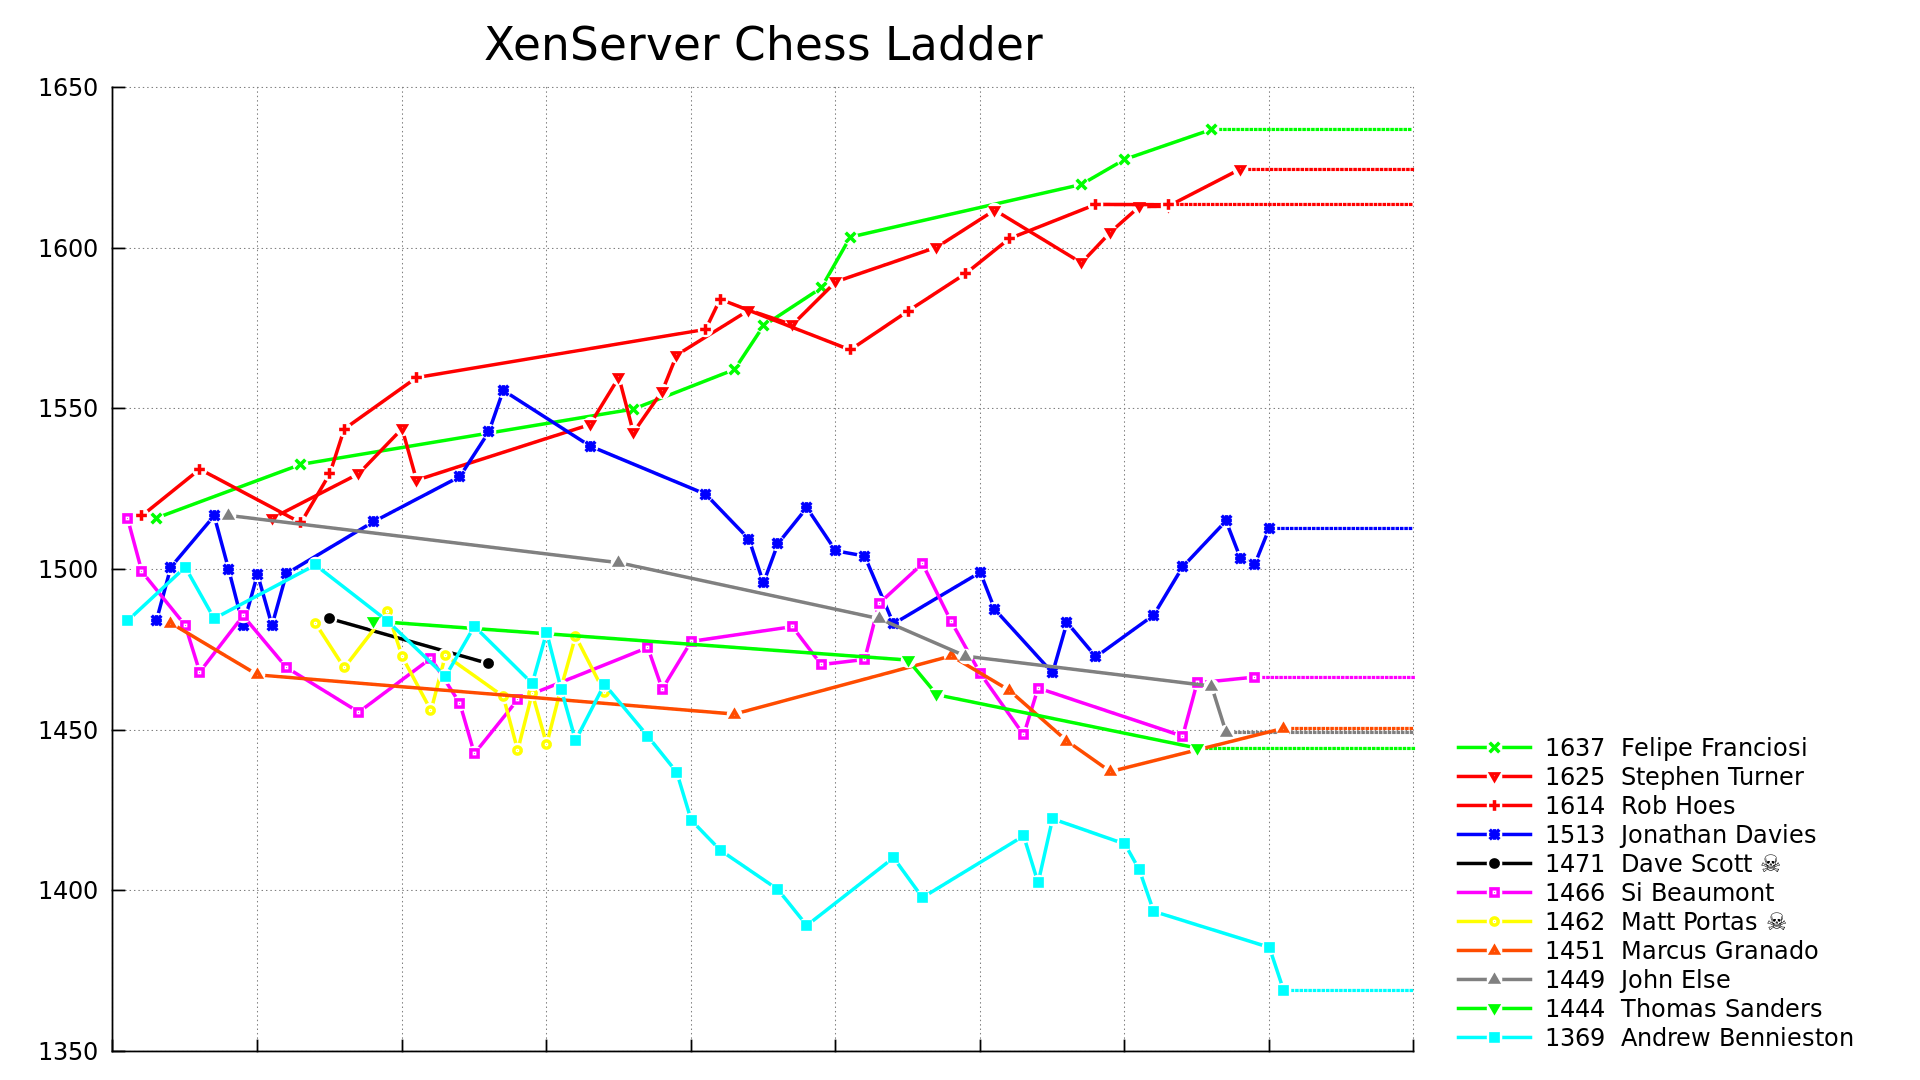 XenServer Chess Ladder
1650
1600
1550
1500
1450
1400
1350
1637 Felipe Franciosi
1625 Stephen Turner
1614 Rob Hoes
1513 Jonathan Davies
1471 Dave Scott ☠
1466 Si Beaumont
1462 Matt Portas ☠
1451 Marcus Granado
1449 John Else
1444 Thomas Sanders
1369 Andrew Bennieston